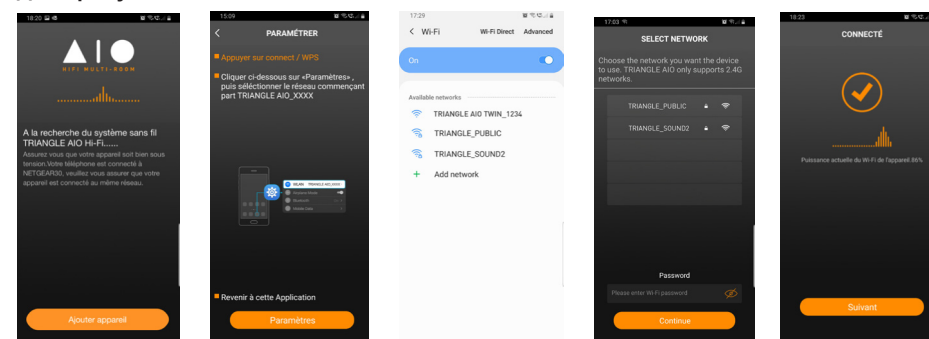 18:20
AIO
HIFI MULTI-ROOM
A la recherche du système sans fil
TRIANGLE AIO Hi-Fi......
Assurez vous que votre appareil soit bien sous
tension.Votre téléphone est connecté à
NETGEAR30, veuillez vous assurer que votre
appareil est connecté au même réseau.
Ajouter appareil
15:09
PARAMÉTRER
Appuyer sur connect / WPS
Cliquer ci-dessous sur «Paramètres» ,
puis séléctionner le réseau commençant
part TRIANGLE AIO_XXXX
WLAN TRIANGLE AIO_XXXX
Revenir à cette Application
Paramètres
17:29
Wi-Fi
Wi-Fi Direct
Advanced
On
Available networks
TRIANGLE AIO TWIN_1234
TRIANGLE_PUBLIC
TRIANGLE_SOUND2
+ Add network
17:03
SELECT NETWORK
Choose the network you want the device
to use. TRIANGLE AIO only supports 2.4G
networks.
TRIANGLE_PUBLIC
TRIANGLE_SOUND2
Password
Please enter Wi-Fi password
Continue
18:23
CONNECTÉ
Puissance actuelle du Wi-Fi de l'appareil.86%
Suivant